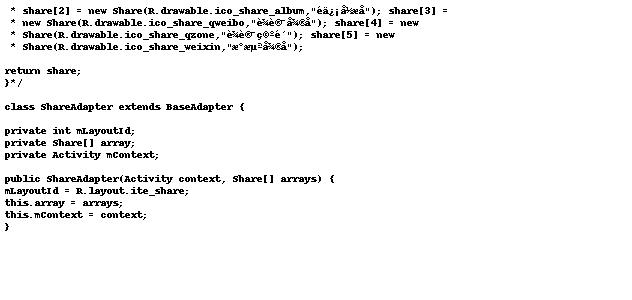 * share[2] = new Share(R.drawable.ico_share_album,"éä¿¡å½æå"); share[3] =
* new Share(R.drawable.ico_share_qweibo,"è¾è®¯å¾®å"); share[4] = new
* Share(R.drawable.ico_share_qzone,"è¾è®¯ç©ºé´"); share[5] = new
* Share(R.drawable.ico_share_weixin,"æ°æµªå¾®å");
return share;
}*/
class ShareAdapter extends BaseAdapter {
private int mLayoutId;
private Share[] array;
private Activity mContext;
public ShareAdapter(Activity context, Share[] arrays) {
mLayoutId = R.layout.ite_share;
this.array = arrays;
this.mContext = context;
}